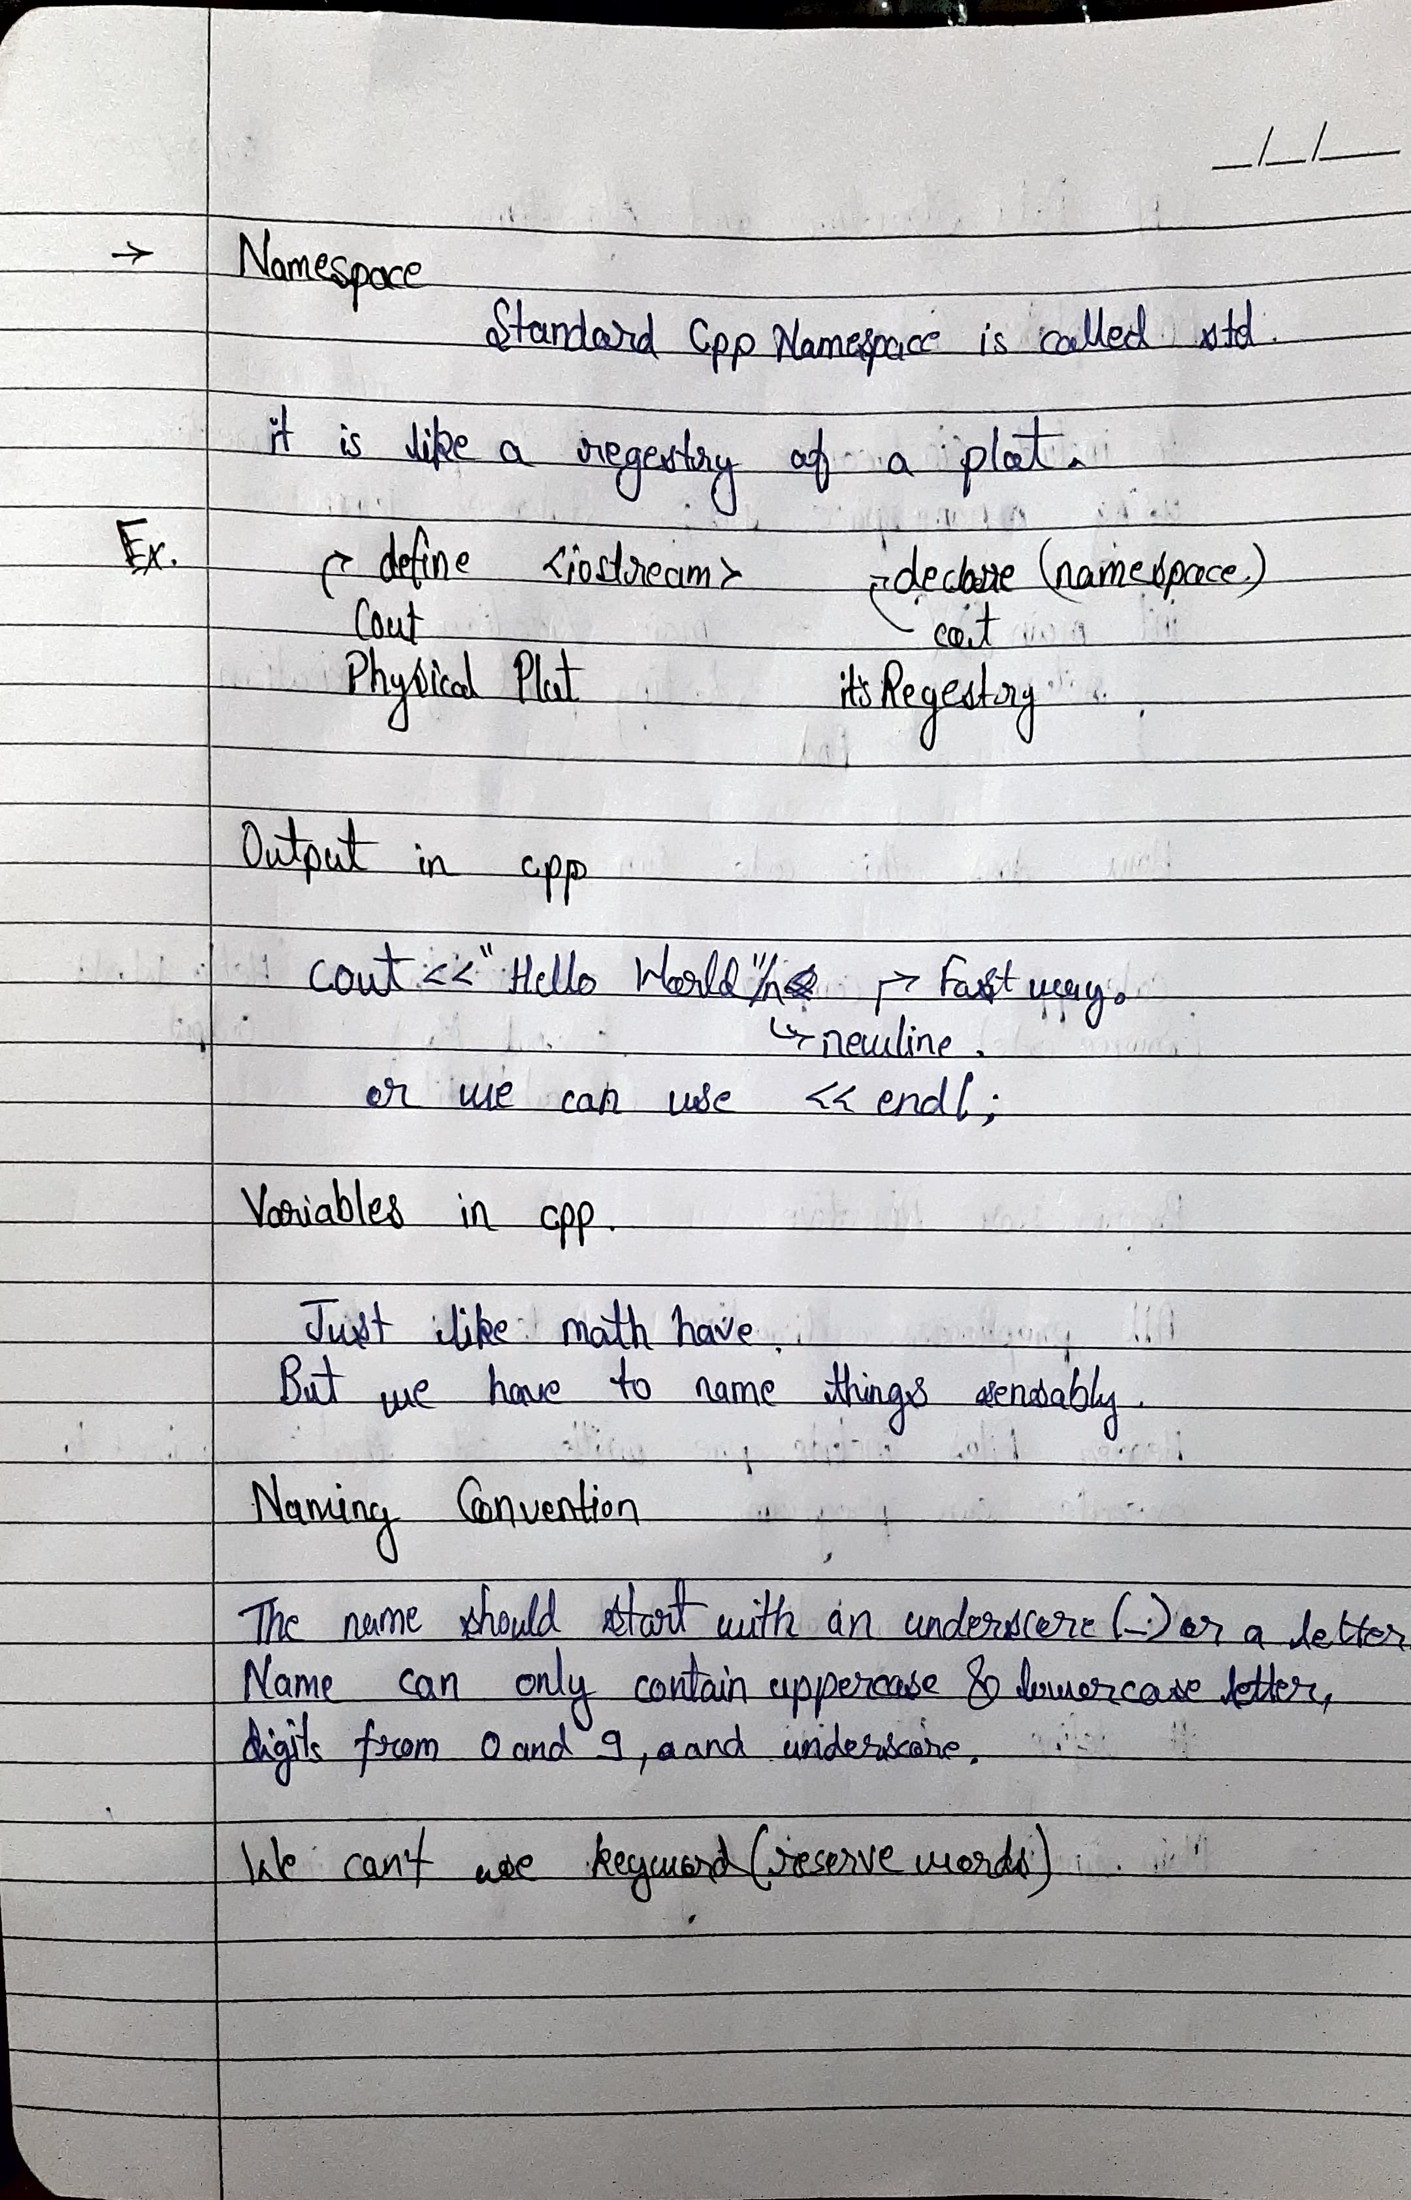 _/_/__
→ Namespace
Standard Cpp Namespace is called std.
it is like a regestry of a plot.
Ex. define <iostream> declare (namespace)
Cout cout
Physical Plot it's Regestry
Output in cpp
cout << "Hello World"\n → Fast way.
↳ newline.
or we can use << endl;
Variables in cpp.
Just like math have.
But we have to name things sensably.
Naming Convention
The name should start with an underscore (_) or a letter
Name can only contain uppercase & lowercase letter,
digits from 0 and 9, aand underscore.
We can't use keyword (reserve words)